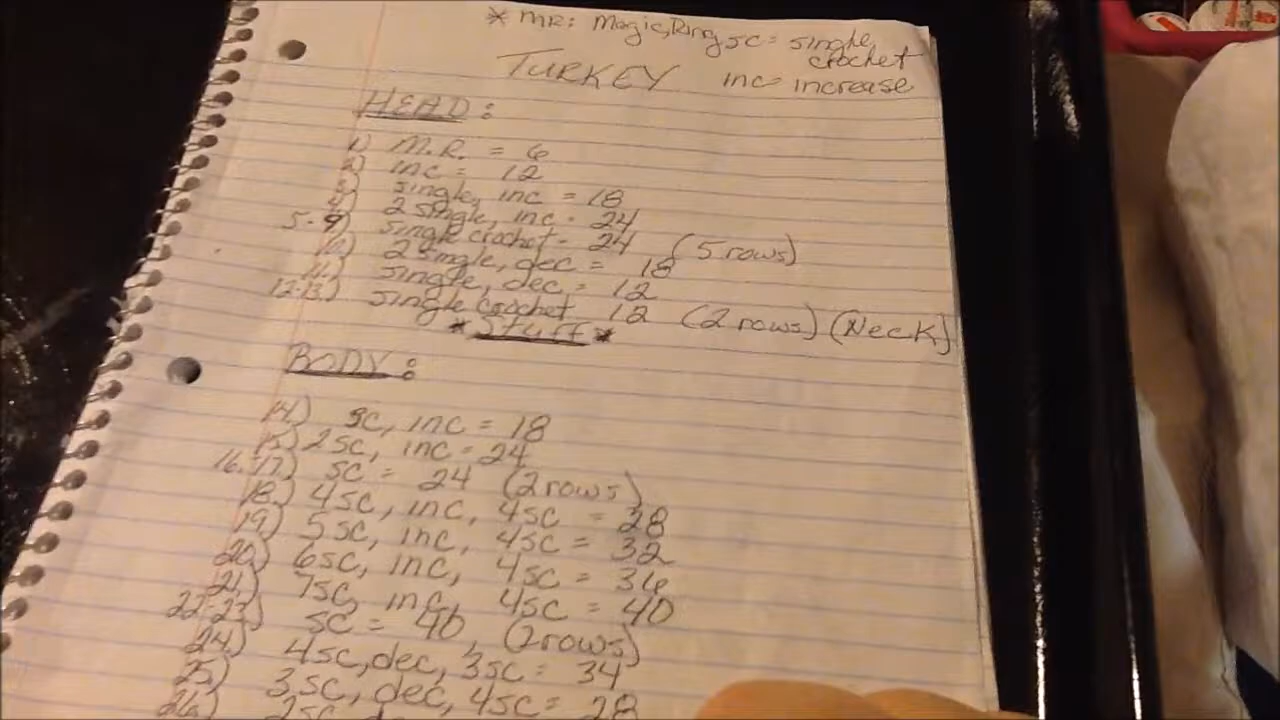 * MR: Magic Ring sc = single crochet
TURKEY inc = increase
HEAD:
1) M.R. = 6
2) inc = 12
3) single, inc = 18
4) 2 single, inc - 24
5-9) single crochet - 24 (5 rows)
10.) 2 single, dec = 18
11.) single, dec = 12
12-13.) single crochet 12 (2 rows) (Neck)
*Stuff*
BODY:
14.) sc, inc = 18
15.) 2sc, inc = 24
16-17.) sc = 24 (2 rows)
18.) 4sc, inc, 4sc = 28
19.) 5sc, inc, 4sc = 32
20.) 6sc, inc, 4sc = 36
21.) 7sc, inc, 4sc = 40
22-23.) sc = 40, (2 rows)
24.) 4sc, dec, 3sc = 34
25.) 3sc, dec, 4sc = 28
26.) 2sc